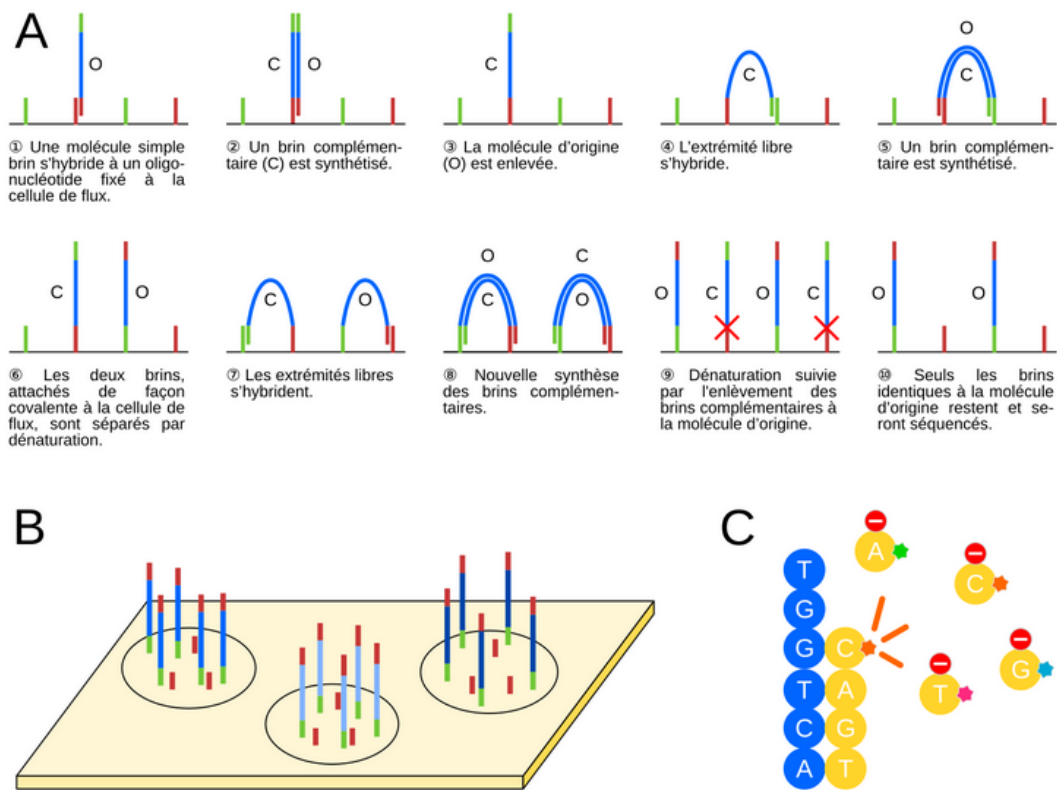 A
O
C
O
C
C
O
C
① Une molécule simple
brin s'hybride à un oligo-
nucléotide fixé à la
cellule de flux.
② Un brin complémen-
taire (C) est synthétisé.
③ La molécule d'origine
(O) est enlevée.
④ L'extrémité libre
s'hybride.
⑤ Un brin complémen-
taire est synthétisé.
C
O
C
O
O
C
C
O
O
C
O
C
O
O
⑥ Les deux brins,
attachés de façon
covalente à la cellule de
flux, sont séparés par
dénaturation.
⑦ Les extrémités libres
s'hybrident.
⑧ Nouvelle synthèse
des brins complémen-
taires.
⑨ Dénaturation suivie
par l'enlèvement des
brins complémentaires à
la molécule d'origine.
⑩ Seuls les brins
identiques à la molécule
d'origine restent et se-
ront séquencés.
B
C
A
C
G
T
T
G
G C
T A
C G
A T